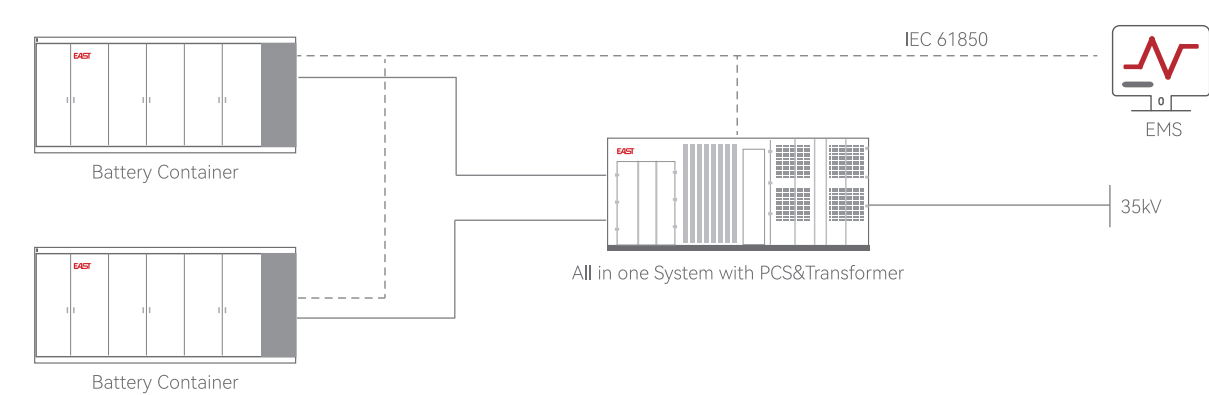 IEC 61850
EAST
Battery Container
EMS
EAST
35kV
All in one System with PCS&Transformer
EAST
Battery Container